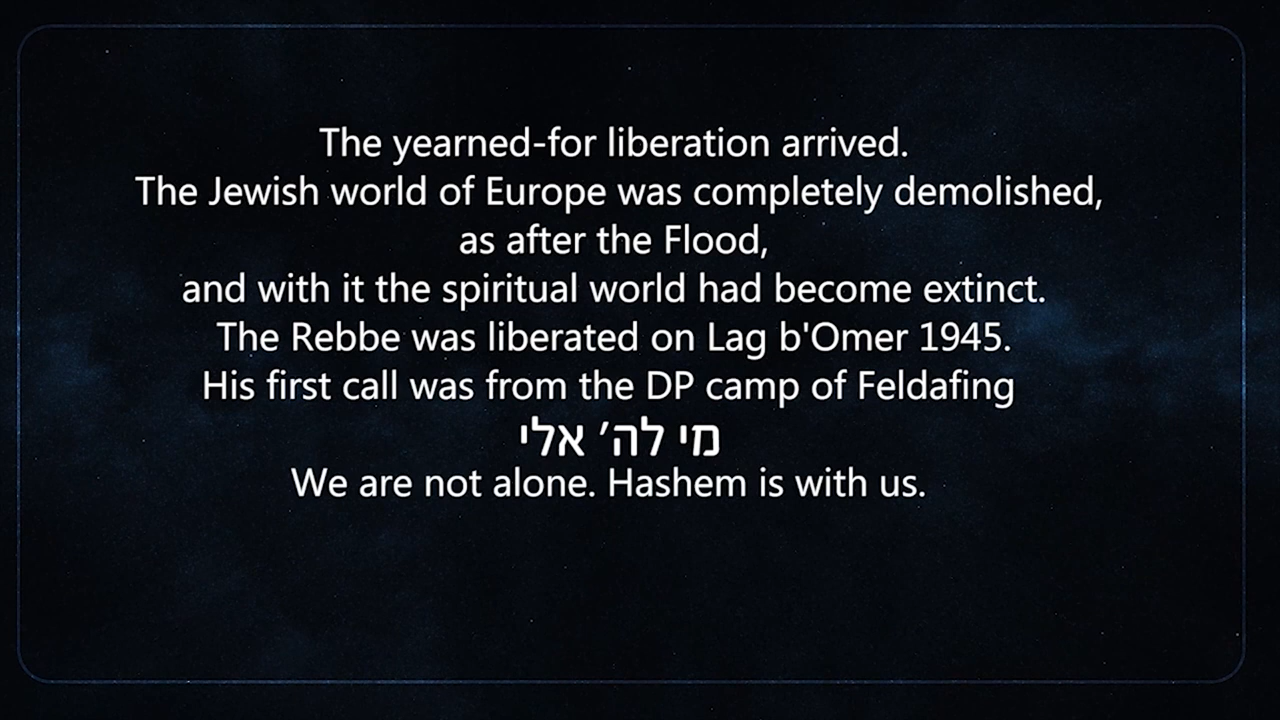 The yearned-for liberation arrived.
The Jewish world of Europe was completely demolished,
as after the Flood,
and with it the spiritual world had become extinct.
The Rebbe was liberated on Lag b'Omer 1945.
His first call was from the DP camp of Feldafing
מי לה׳ אלי
We are not alone. Hashem is with us.